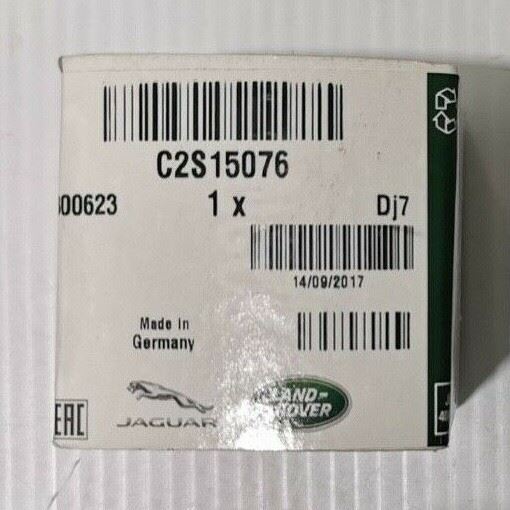 C2S15076
00623 1 x Dj7
14/09/2017
Made in
Germany
EAC
JAGUAR
LAND-
ROVER